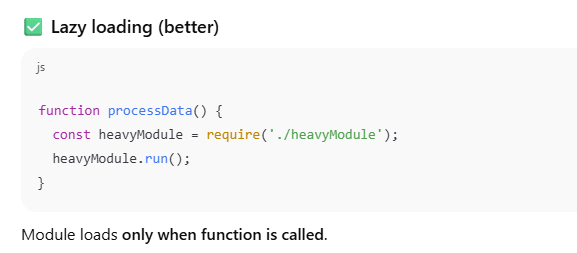 ✅ Lazy loading (better)
js
function processData() {
  const heavyModule = require('./heavyModule');
  heavyModule.run();
}
Module loads only when function is called.